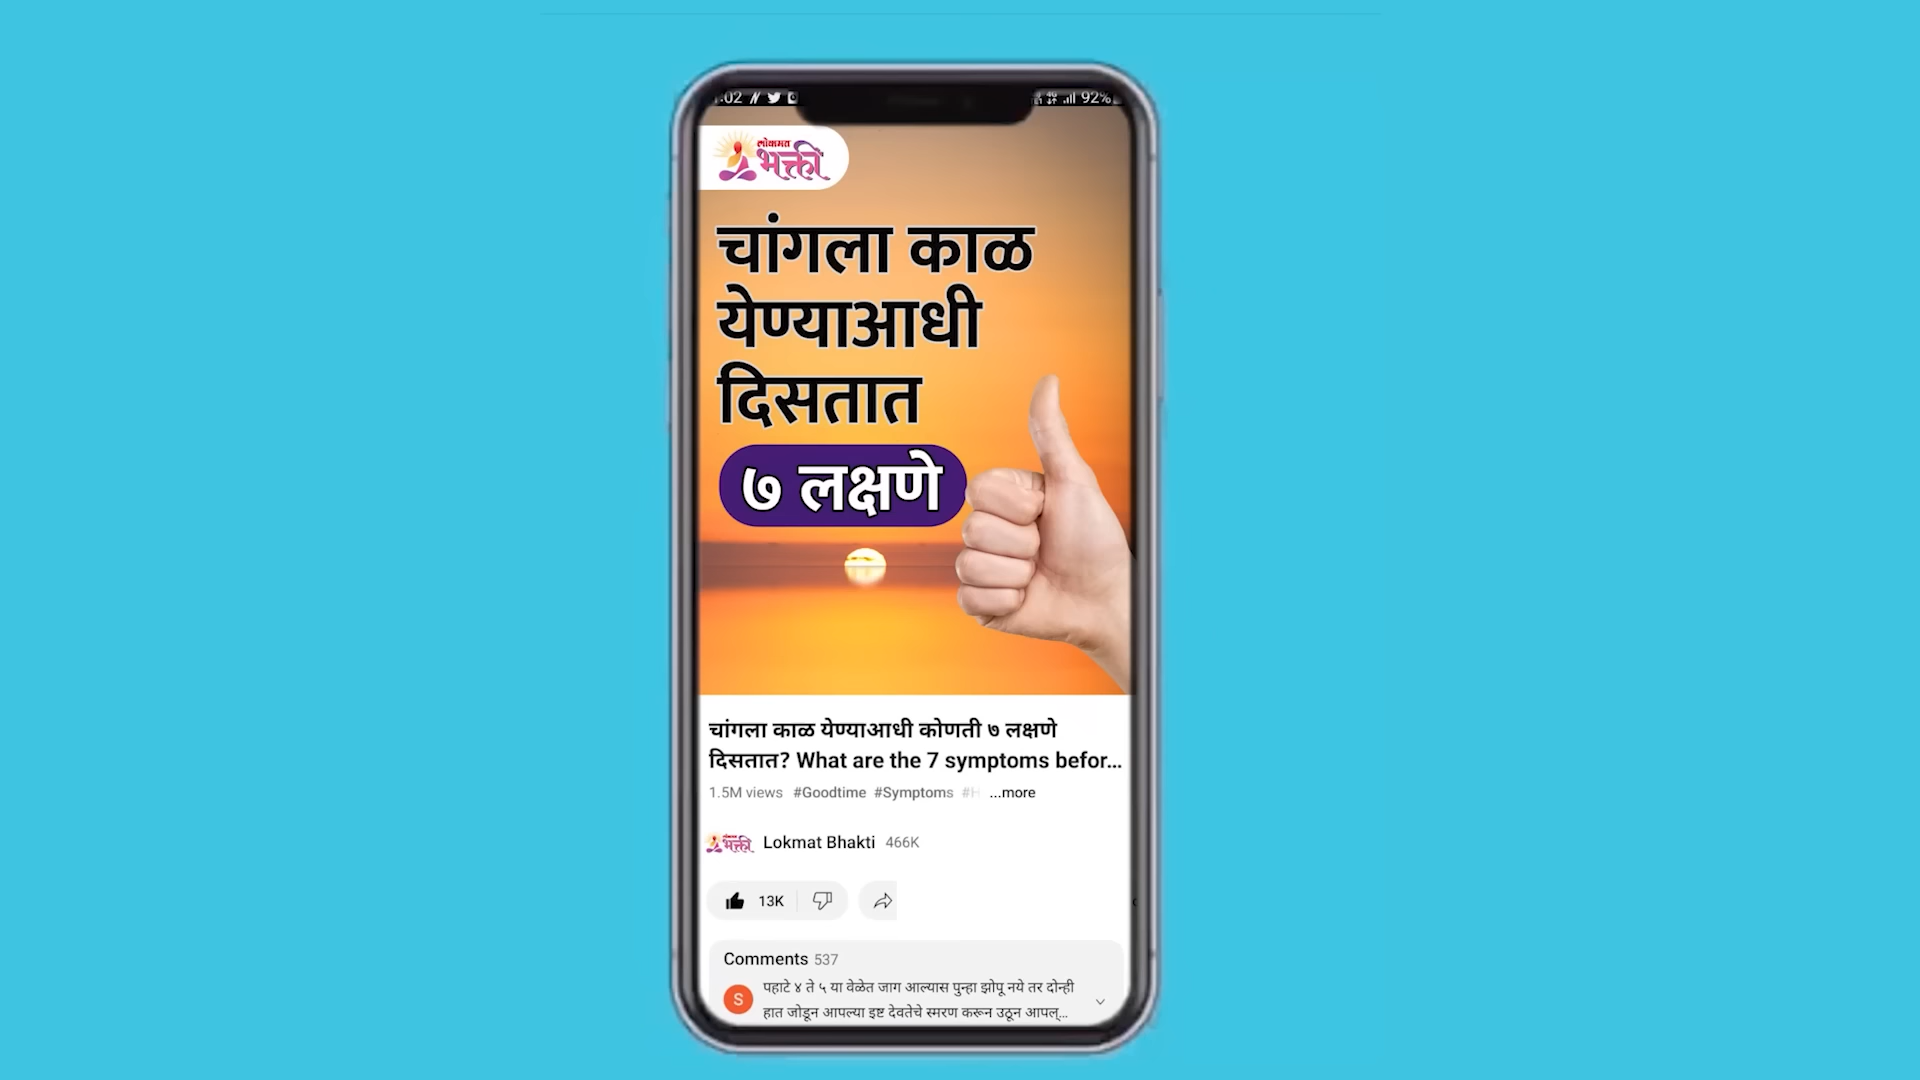 :02
92%
लोकमत
भक्ती
चांगला काळ
येण्याआधी
दिसतात
७ लक्षणे
चांगला काळ येण्याआधी कोणती ७ लक्षणे
दिसतात? What are the 7 symptoms befor...
1.5M views #Goodtime #Symptoms #H ...more
लोकमत
भक्ती
Lokmat Bhakti 466K
13K
Comments 537
S
पहाटे ४ ते ५ या वेळेत जाग आल्यास पुन्हा झोपू नये तर दोन्ही
हात जोडून आपल्या इष्ट देवतेचे स्मरण करून उठून आपल्...